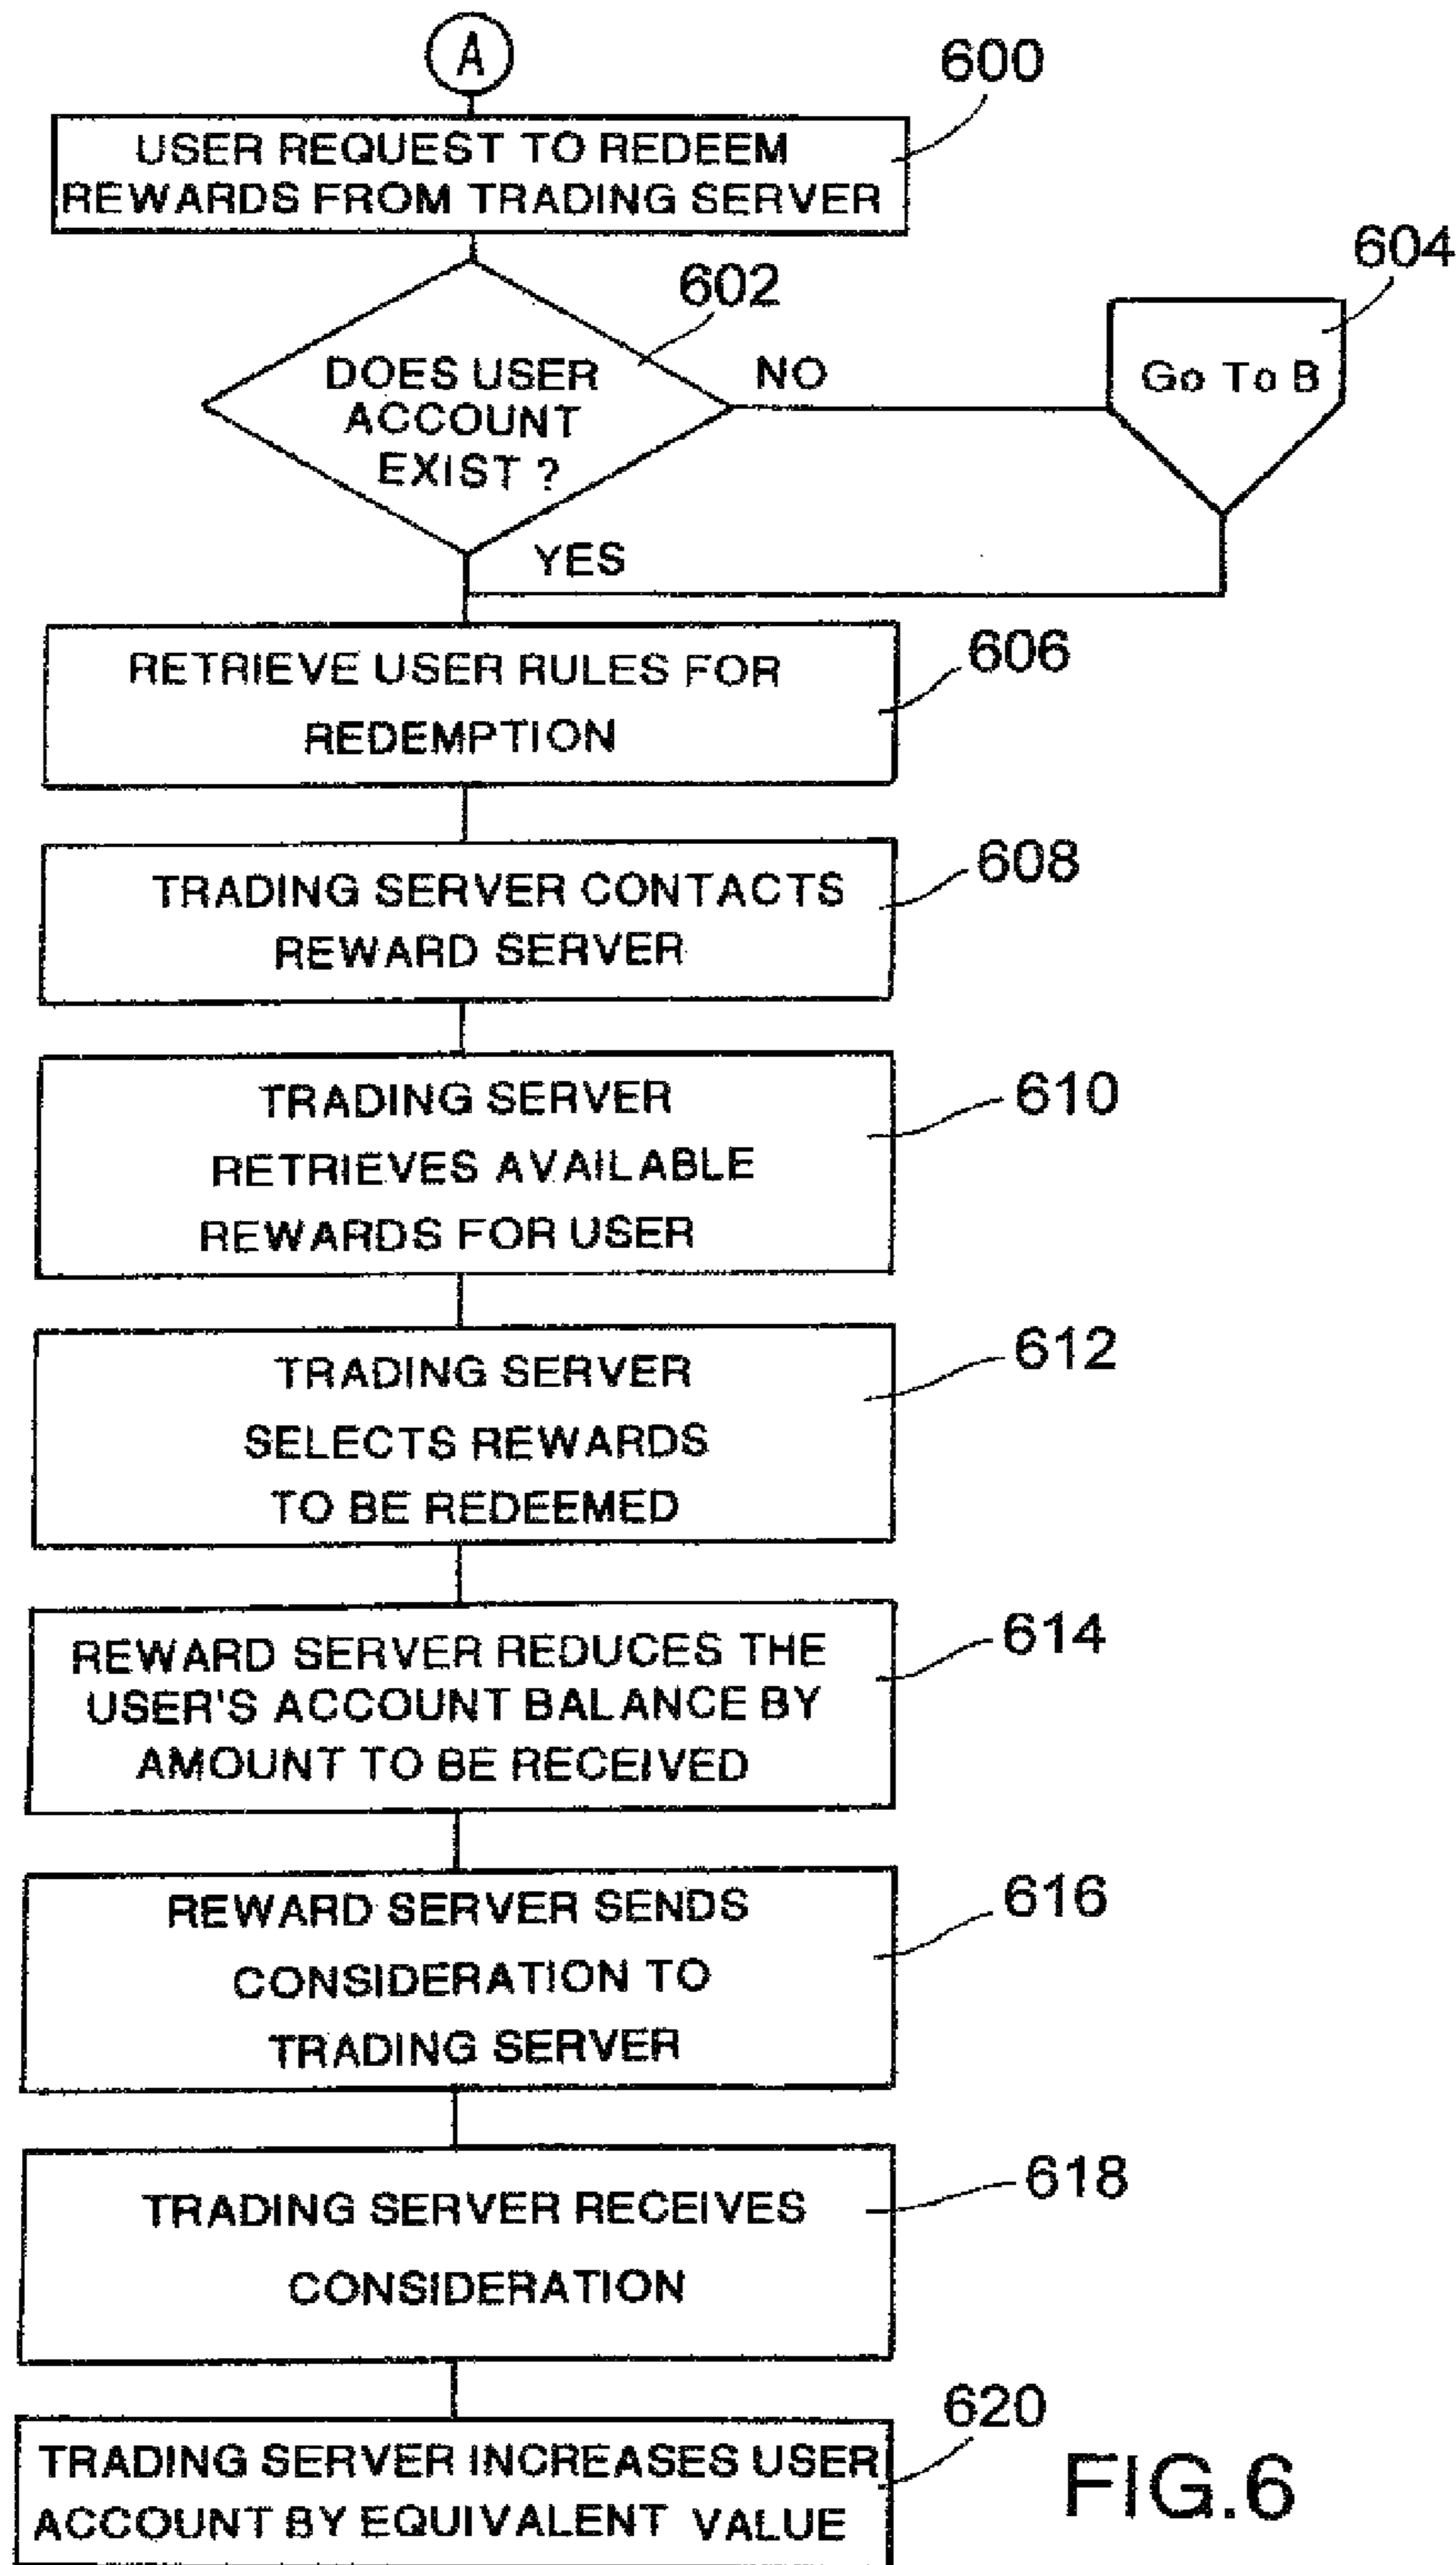 A
600
USER REQUEST TO REDEEM
REWARDS FROM TRADING SERVER
602
604
DOES USER
ACCOUNT
EXIST ?
NO
Go To B
YES
606
RETRIEVE USER RULES FOR
REDEMPTION
608
TRADING SERVER CONTACTS
REWARD SERVER
610
TRADING SERVER
RETRIEVES AVAILABLE
REWARDS FOR USER
612
TRADING SERVER
SELECTS REWARDS
TO BE REDEEMED
614
REWARD SERVER REDUCES THE
USER'S ACCOUNT BALANCE BY
AMOUNT TO BE RECEIVED
616
REWARD SERVER SENDS
CONSIDERATION TO
TRADING SERVER
618
TRADING SERVER RECEIVES
CONSIDERATION
620
TRADING SERVER INCREASES USER
ACCOUNT BY EQUIVALENT VALUE
FIG.6